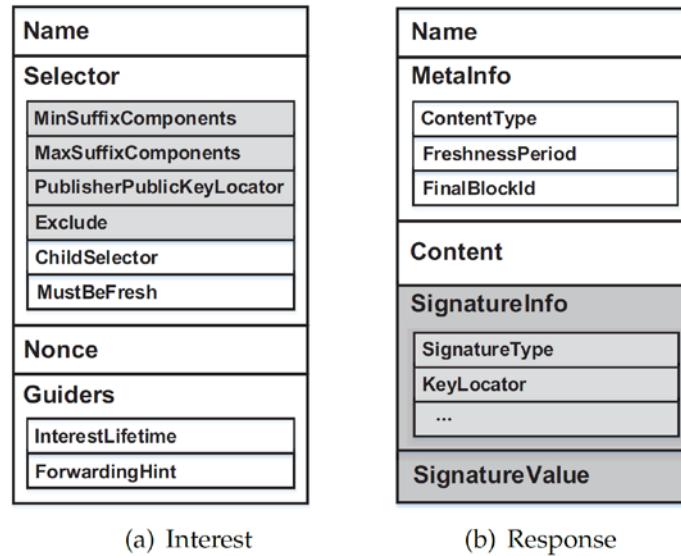 Name
Selector
MinSuffixComponents
MaxSuffixComponents
PublisherPublicKeyLocator
Exclude
ChildSelector
MustBeFresh
Nonce
Guiders
InterestLifetime
ForwardingHint
(a) Interest
Name
MetaInfo
ContentType
FreshnessPeriod
FinalBlockId
Content
SignatureInfo
SignatureType
KeyLocator
...
SignatureValue
(b) Response